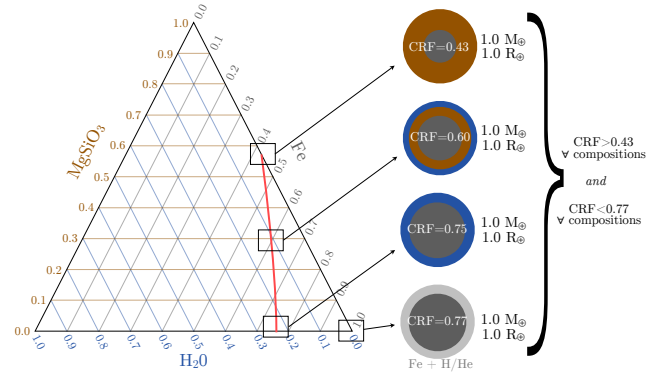 1.0
0.9
0.8
0.7
0.6
0.5
0.4
0.3
0.2
0.1
0.0
MgSiO3
0.0
0.1
0.2
0.3
0.4
0.5
0.6
0.7
0.8
0.9
1.0
Fe
1.0
0.9
0.8
0.7
0.6
0.5
0.4
0.3
0.2
0.1
0.0
H20
CRF=0.43
1.0 M⊕
1.0 R⊕
CRF=0.60
1.0 M⊕
1.0 R⊕
CRF=0.75
1.0 M⊕
1.0 R⊕
CRF=0.77
1.0 M⊕
1.0 R⊕
Fe + H/He
CRF>0.43
∀ compositions
and
CRF<0.77
∀ compositions